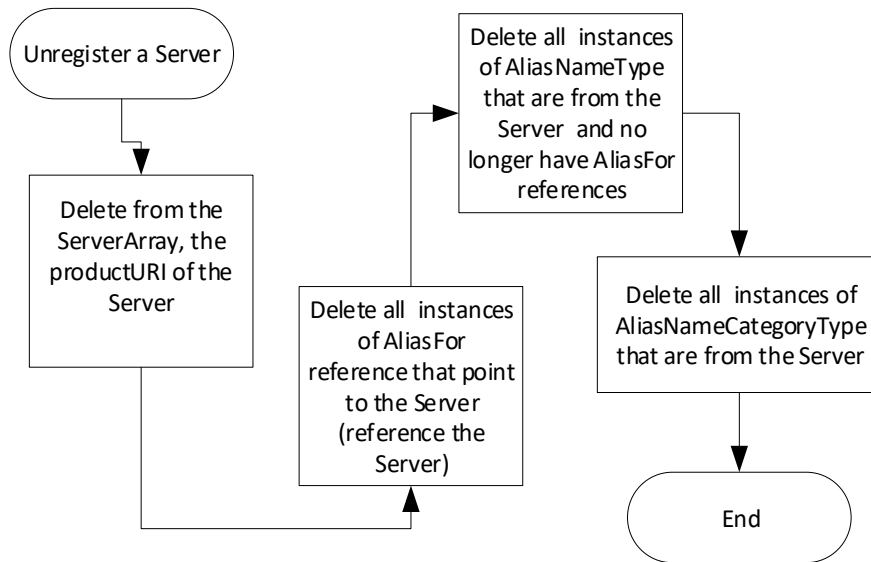 Unregister a Server
Delete from the
ServerArray, the
productURI of the
Server
Delete all instances
of AliasFor
reference that point
to the Server
(reference the
Server)
Delete all instances
of AliasNameType
that are from the
Server and no
longer have AliasFor
references
Delete all instances of
AliasNameCategoryType
that are from the Server
End